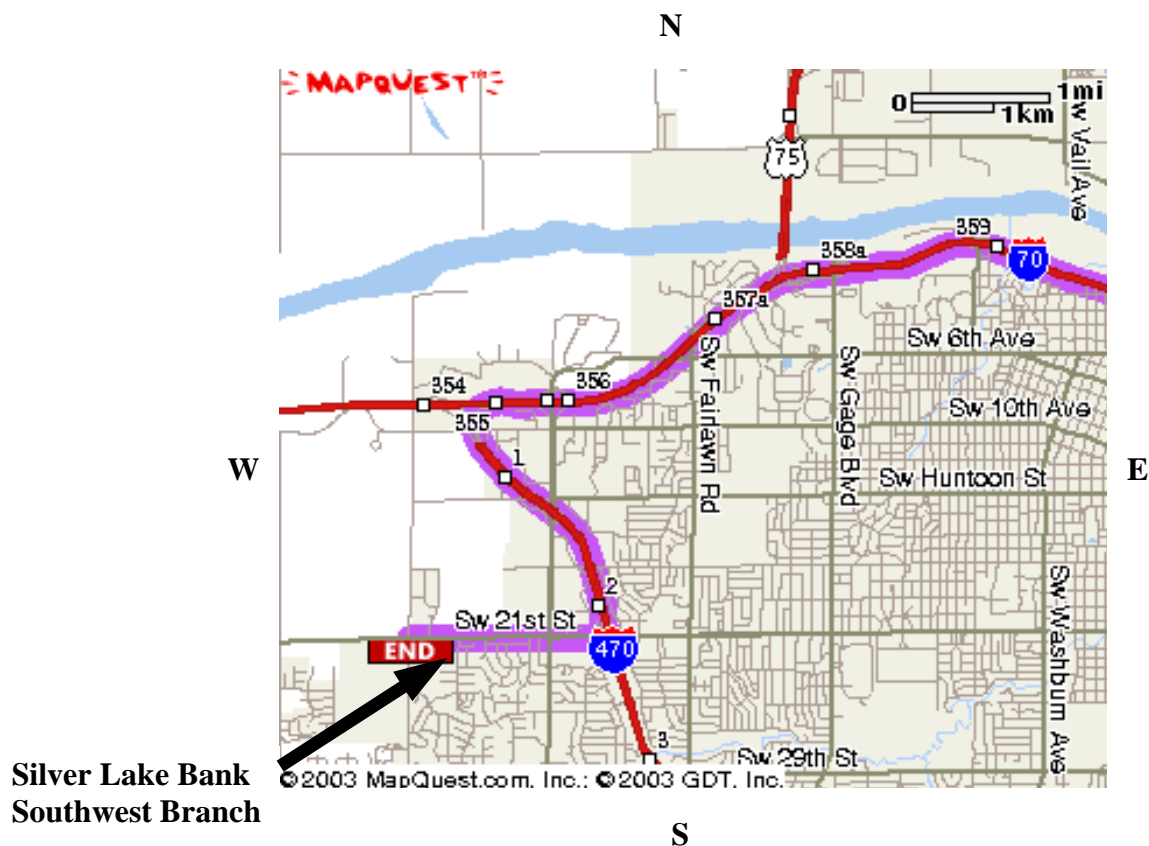 N
MAPQUEST™
0 1mi
1km
75
Sw Vail Ave
359
358a
70
357a
Sw 6th Ave
Sw Fairlawn Rd
Sw Gage Blvd
356
354
Sw 10th Ave
355
W
1
Sw Huntoon St
E
2
Sw 21st St
Sw Washburn Ave
END
470
3
Sw 29th St
Silver Lake Bank
Southwest Branch
©2003 MapQuest.com, Inc.; ©2003 GDT, Inc.
S